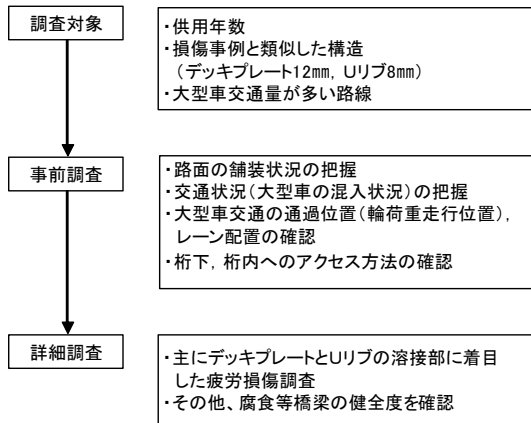 調査対象
・供用年数
・損傷事例と類似した構造
（デッキプレート12㎜，Uリブ8㎜）
・大型車交通量が多い路線
事前調査
・路面の舗装状況の把握
・交通状況（大型車の混入状況）の把握
・大型車交通の通過位置（輪荷重走行位置），
レーン配置の確認
・桁下，桁内へのアクセス方法の確認
詳細調査
・主にデッキプレートとUリブの溶接部に着目
した疲労損傷調査
・その他、腐食等橋梁の健全度を確認